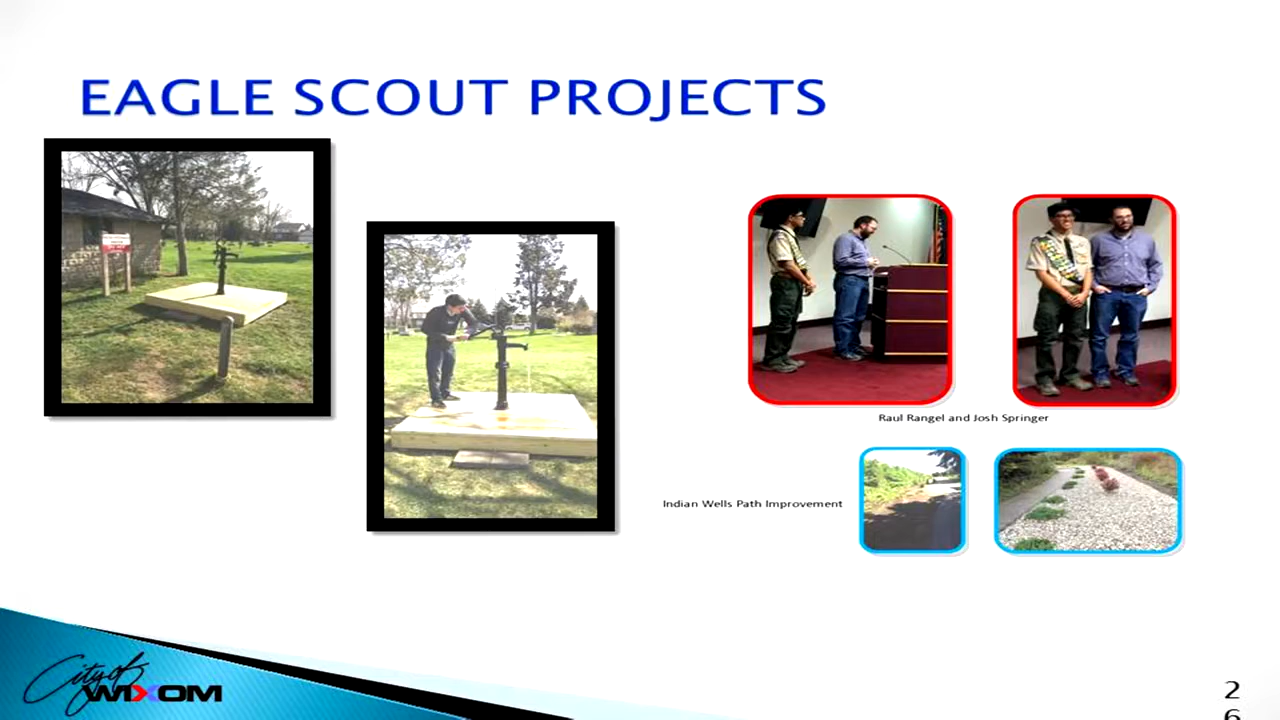 EAGLE SCOUT PROJECTS
Raul Rangel and Josh Springer
Indian Wells Path Improvement
City of
WIXOM
2
6